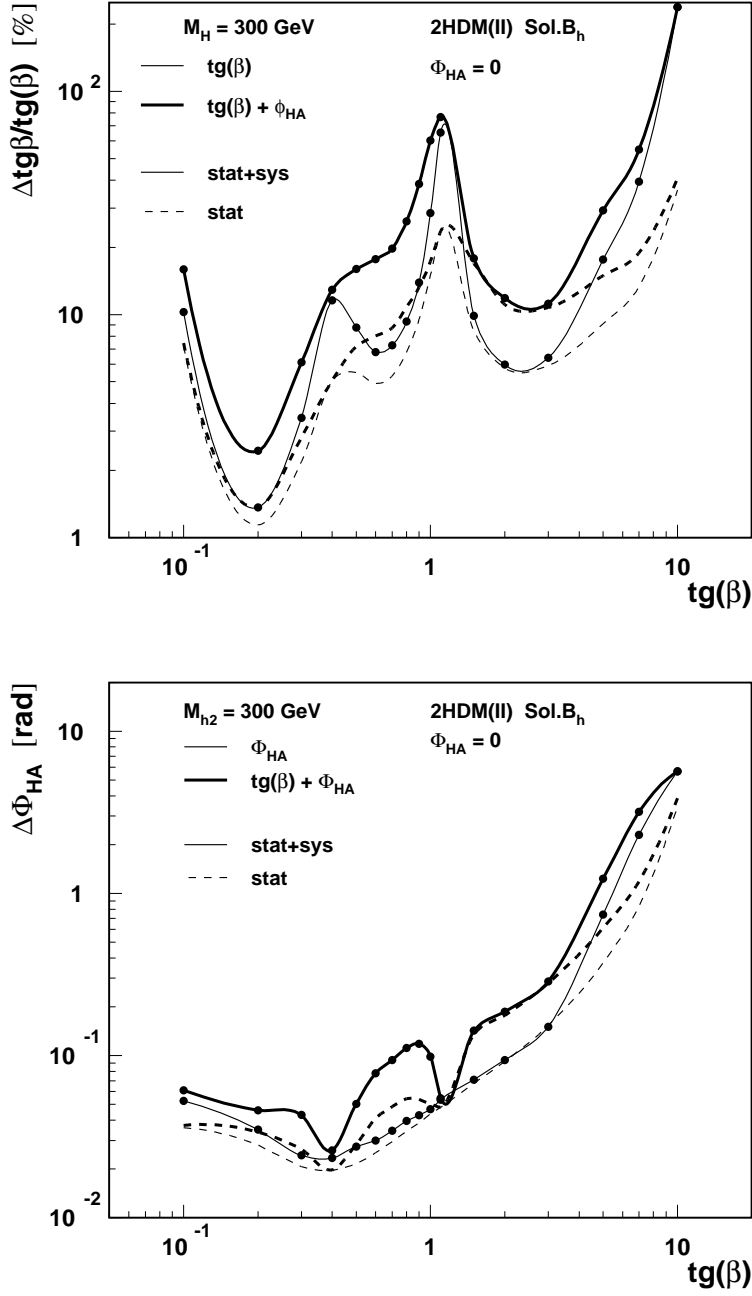 Δtgβ/tg(β) [%]
M_H = 300 GeV
2HDM(II) Sol.B_h
tg(β)
Φ_HA = 0
tg(β) + ϕ_HA
stat+sys
stat
10^2
10
1
10^-1
1
10
tg(β)
ΔΦ_HA [rad]
M_h2 = 300 GeV
2HDM(II) Sol.B_h
Φ_HA
Φ_HA = 0
tg(β) + Φ_HA
stat+sys
stat
10
1
10^-1
10^-2
10^-1
1
10
tg(β)